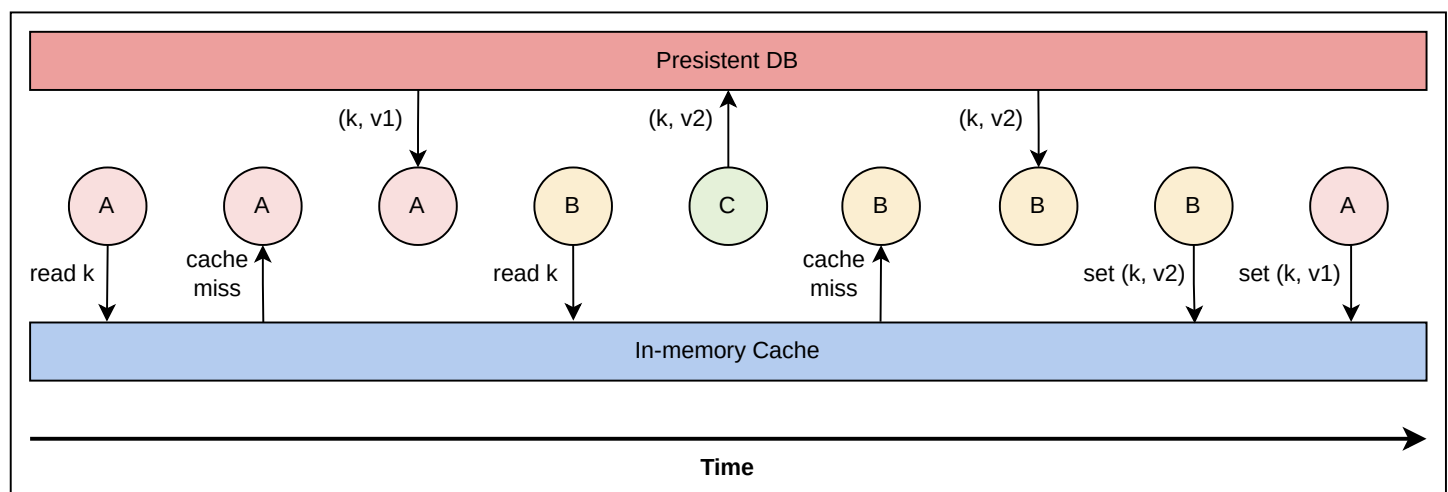 Presistent DB
(k, v1)
(k, v2)
(k, v2)
A
A
A
B
C
B
B
B
A
read k
cache
miss
read k
cache
miss
set (k, v2)
set (k, v1)
In-memory Cache
Time